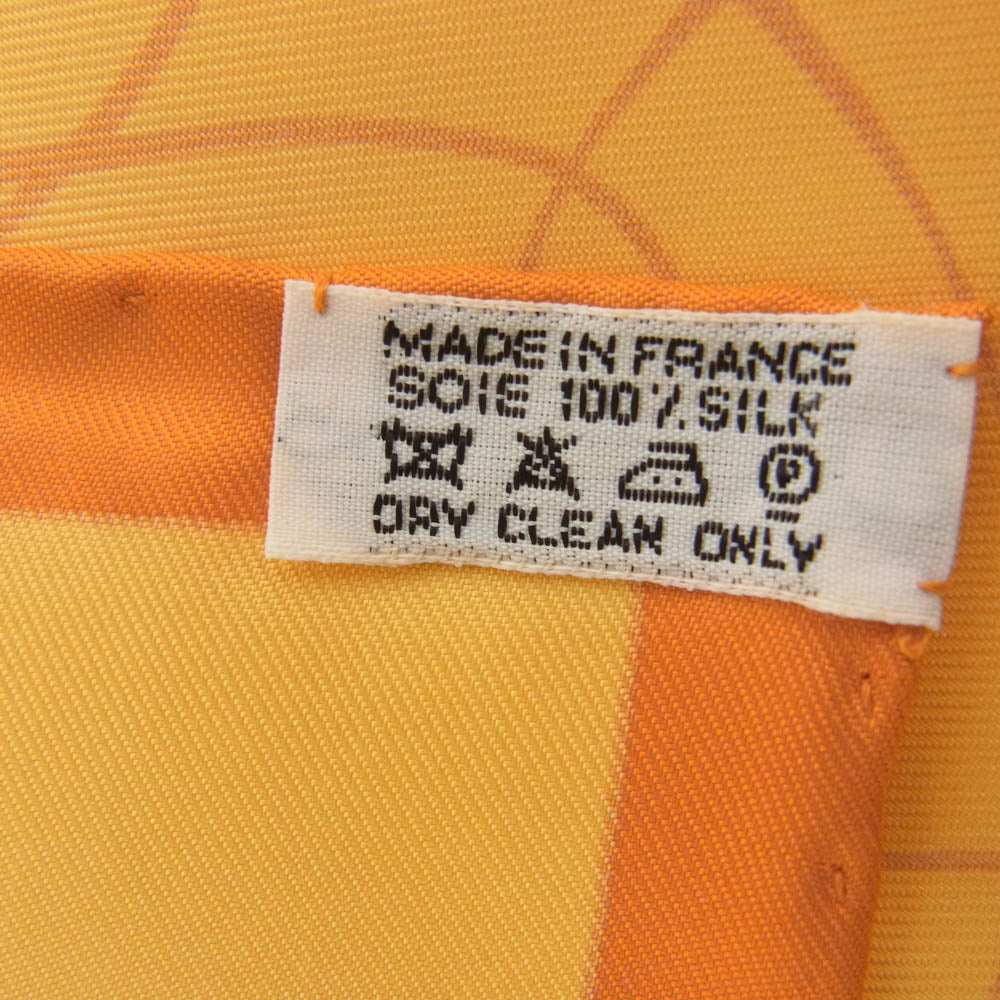 MADE IN FRANCE
SOIE 100% SILK
P
DRY CLEAN ONLY